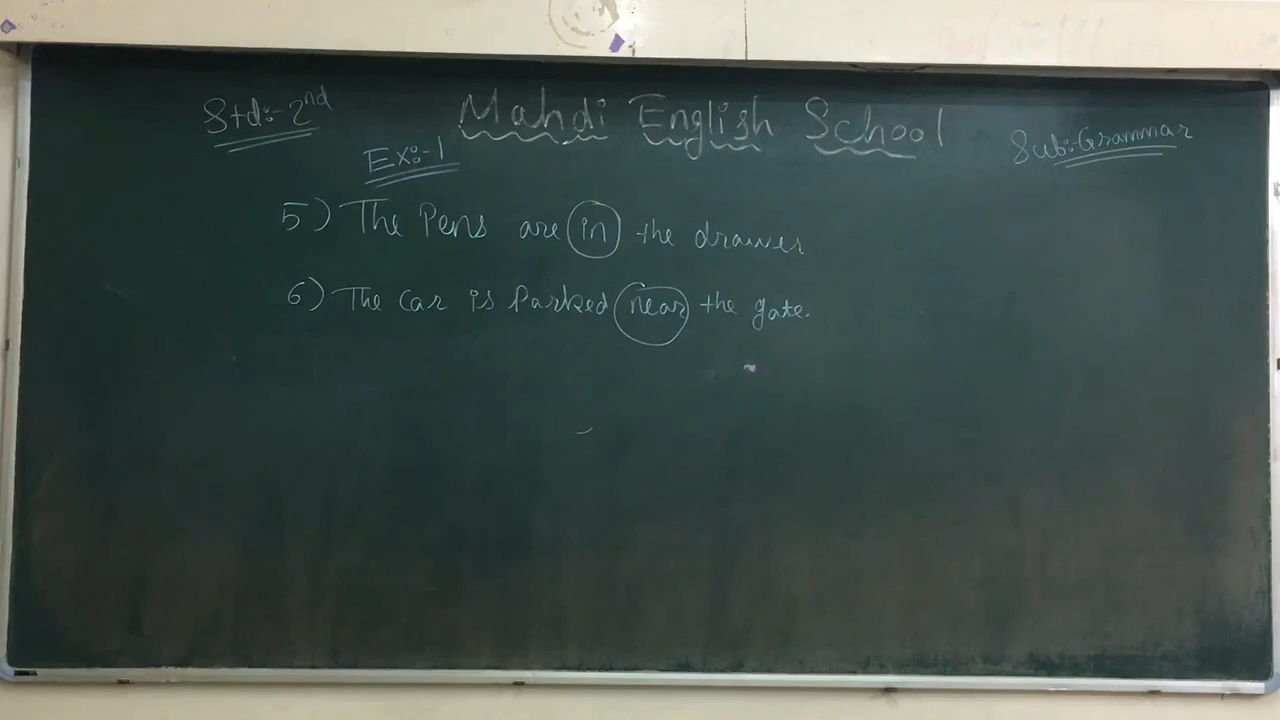 Std:-2nd Mahdi English School Sub:-Grammar
Ex:-1
5) The Pens are in the drawer
6) The Car is Parked near the gate.